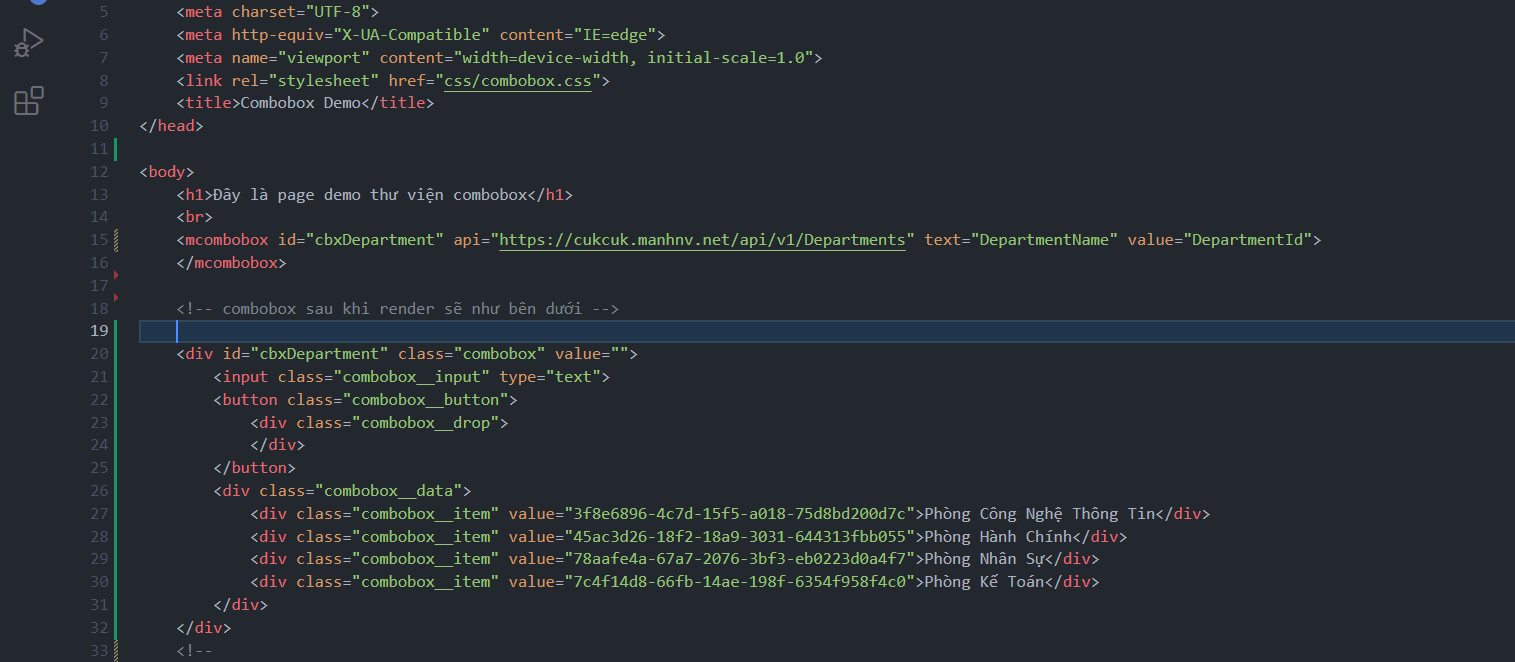 5 <meta charset="UTF-8">
6 <meta http-equiv="X-UA-Compatible" content="IE=edge">
7 <meta name="viewport" content="width=device-width, initial-scale=1.0">
8 <link rel="stylesheet" href="css/combobox.css">
9 <title>Combobox Demo</title>
10 </head>
11
12 <body>
13 <h1>Đây là page demo thư viện combobox</h1>
14 <br>
15 <mcombobox id="cbxDepartment" api="https://cukcuk.manhnv.net/api/v1/Departments" text="DepartmentName" value="DepartmentId">
16 </mcombobox>
17
18 <!-- combobox sau khi render sẽ như bên dưới -->
19
20 <div id="cbxDepartment" class="combobox" value="">
21 <input class="combobox__input" type="text">
22 <button class="combobox__button">
23 <div class="combobox__drop">
24 </div>
25 </button>
26 <div class="combobox__data">
27 <div class="combobox__item" value="3f8e6896-4c7d-15f5-a018-75d8bd200d7c">Phòng Công Nghệ Thông Tin</div>
28 <div class="combobox__item" value="45ac3d26-18f2-18a9-3031-644313fbb055">Phòng Hành Chính</div>
29 <div class="combobox__item" value="78aafe4a-67a7-2076-3bf3-eb0223d0a4f7">Phòng Nhân Sự</div>
30 <div class="combobox__item" value="7c4f14d8-66fb-14ae-198f-6354f958f4c0">Phòng Kế Toán</div>
31 </div>
32 </div>
33 <!--